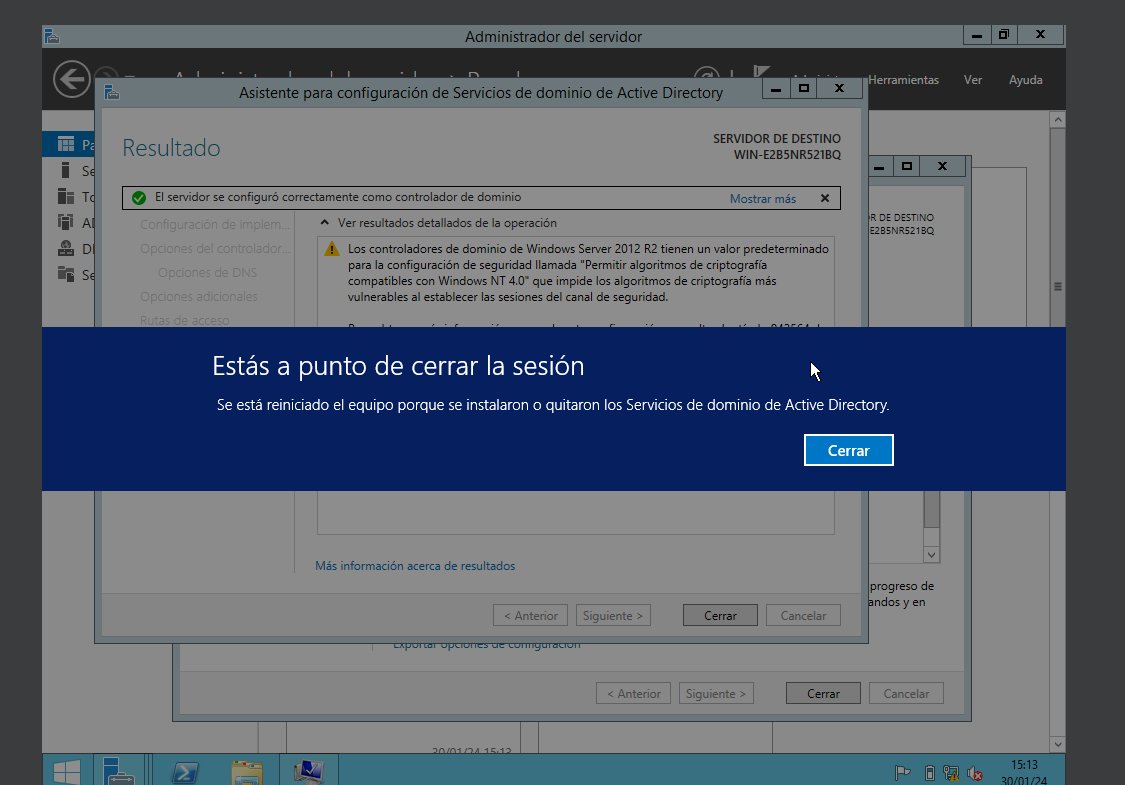 Administrador del servidor
Herramientas Ver Ayuda
Asistente para configuración de Servicios de dominio de Active Directory
Resultado
SERVIDOR DE DESTINO
WIN-E2B5NR521BQ
El servidor se configuró correctamente como controlador de dominio
Mostrar más
Configuración de implem...
Opciones del controlador...
Opciones de DNS
Opciones adicionales
Rutas de acceso
Ver resultados detallados de la operación
Los controladores de dominio de Windows Server 2012 R2 tienen un valor predeterminado
para la configuración de seguridad llamada "Permitir algoritmos de criptografía
compatibles con Windows NT 4.0" que impide los algoritmos de criptografía más
vulnerables al establecer las sesiones del canal de seguridad.
DE DESTINO
E2B5NR521BQ
Estás a punto de cerrar la sesión
Se está reiniciado el equipo porque se instalaron o quitaron los Servicios de dominio de Active Directory.
Cerrar
Más información acerca de resultados
progreso de
andos y en
< Anterior Siguiente > Cerrar Cancelar
Exportar opciones de configuración
< Anterior Siguiente > Cerrar Cancelar
30/01/24 15:13
15:13
30/01/24